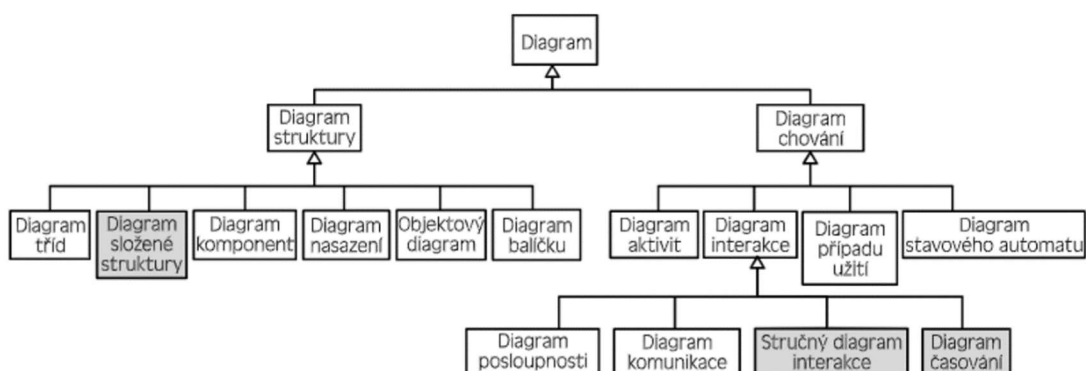 Diagram
Diagram
struktury
Diagram
chování
Diagram
tříd
Diagram
složené
struktury
Diagram
komponent
Diagram
nasazení
Objektový
diagram
Diagram
balíčku
Diagram
aktivit
Diagram
interakce
Diagram
případu
užití
Diagram
stavového automatu
Diagram
posloupnosti
Diagram
komunikace
Stručný diagram
interakce
Diagram
časování